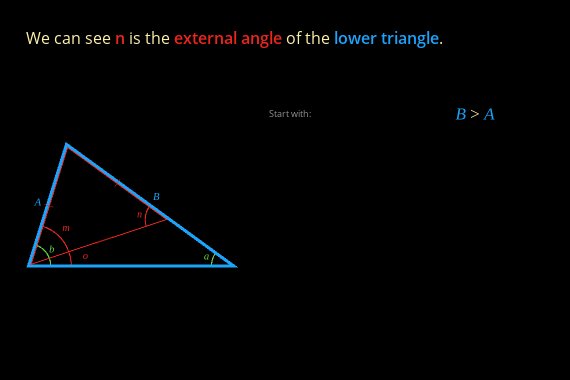 We can see n is the external angle of the lower triangle.
Start with:
B > A
A
B
n
m
b
o
a